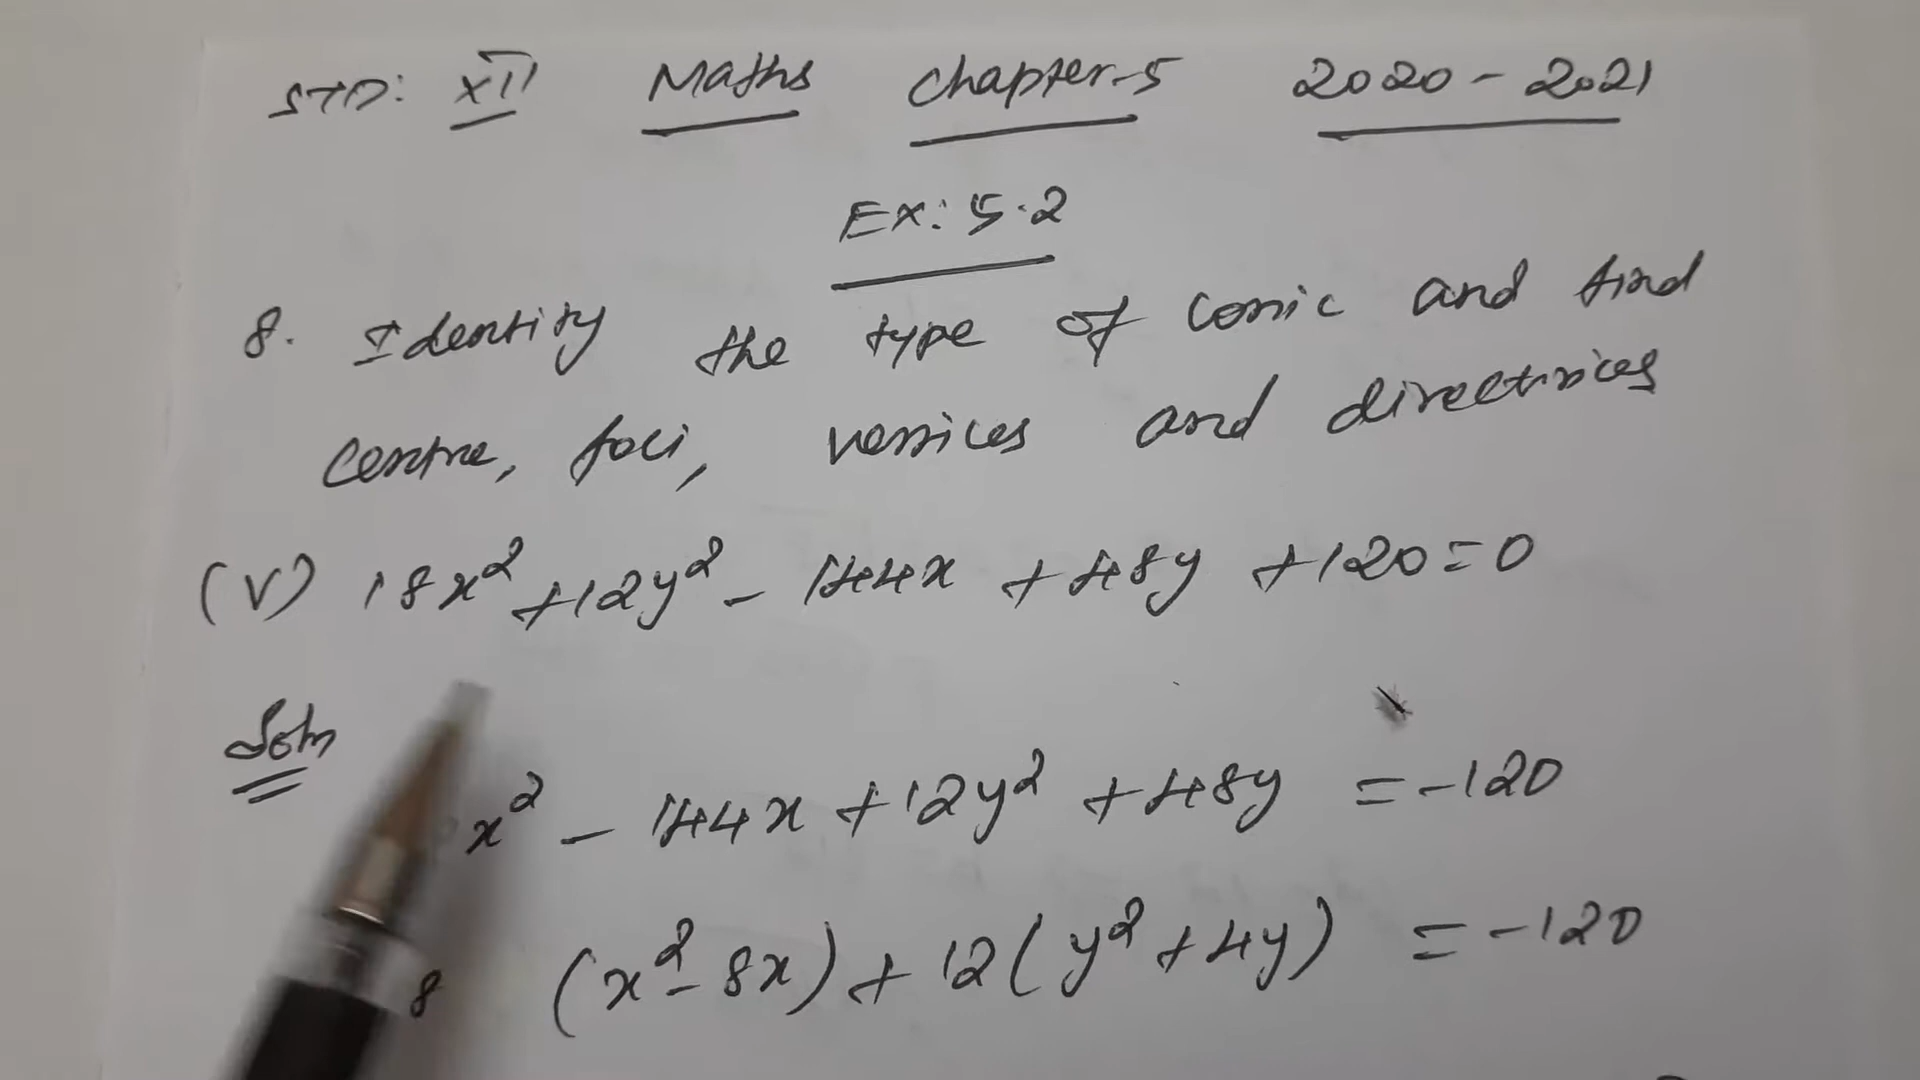 STD: XII Maths Chapter-5 2020-2021
EX: 5.2
8. Identify the type of conic and find
centre, foci, vertices and directrices
(V) 18x² + 12y² - 144x + 48y + 120 = 0
Soln
x² - 144x + 12y² + 48y = -120
8 (x² - 8x) + 12(y² + 4y) = -120